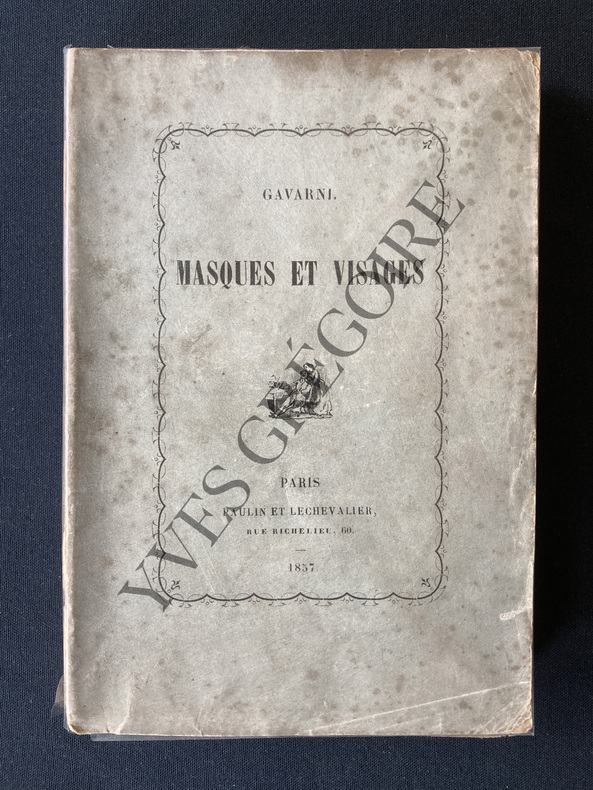 GAVARNI.
MASQUES ET VISAGES
PARIS
PAULIN ET LECHEVALIER,
RUE RICHELIEU, 60.
1857
YVES GRÉGOIRE